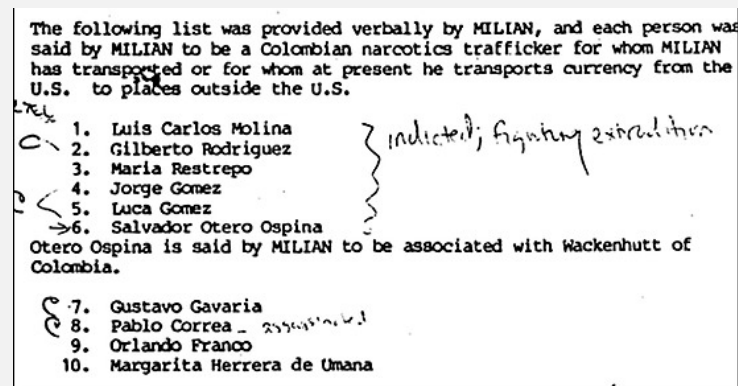 The following list was provided verbally by MILIAN, and each person was
said by MILIAN to be a Colombian narcotics trafficker for whom MILIAN
has transported or for whom at present he transports currency from the
U.S. to places outside the U.S.
1. Luis Carlos Molina
2. Gilberto Rodriguez
3. Maria Restrepo
4. Jorge Gomez
5. Luca Gomez
6. Salvador Otero Ospina
indicted; fighting extradition
Otero Ospina is said by MILIAN to be associated with Wackenhutt of
Colombia.
7. Gustavo Gavaria
8. Pablo Correa - assassinated
9. Orlando Franco
10. Margarita Herrera de Umana